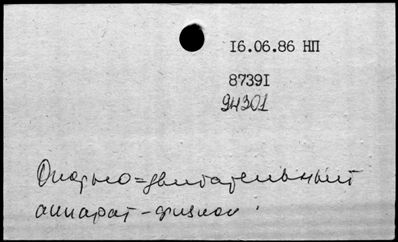 16.06.86 НП
87391
94301
Опорно=двигательный
аппарат - физиол.